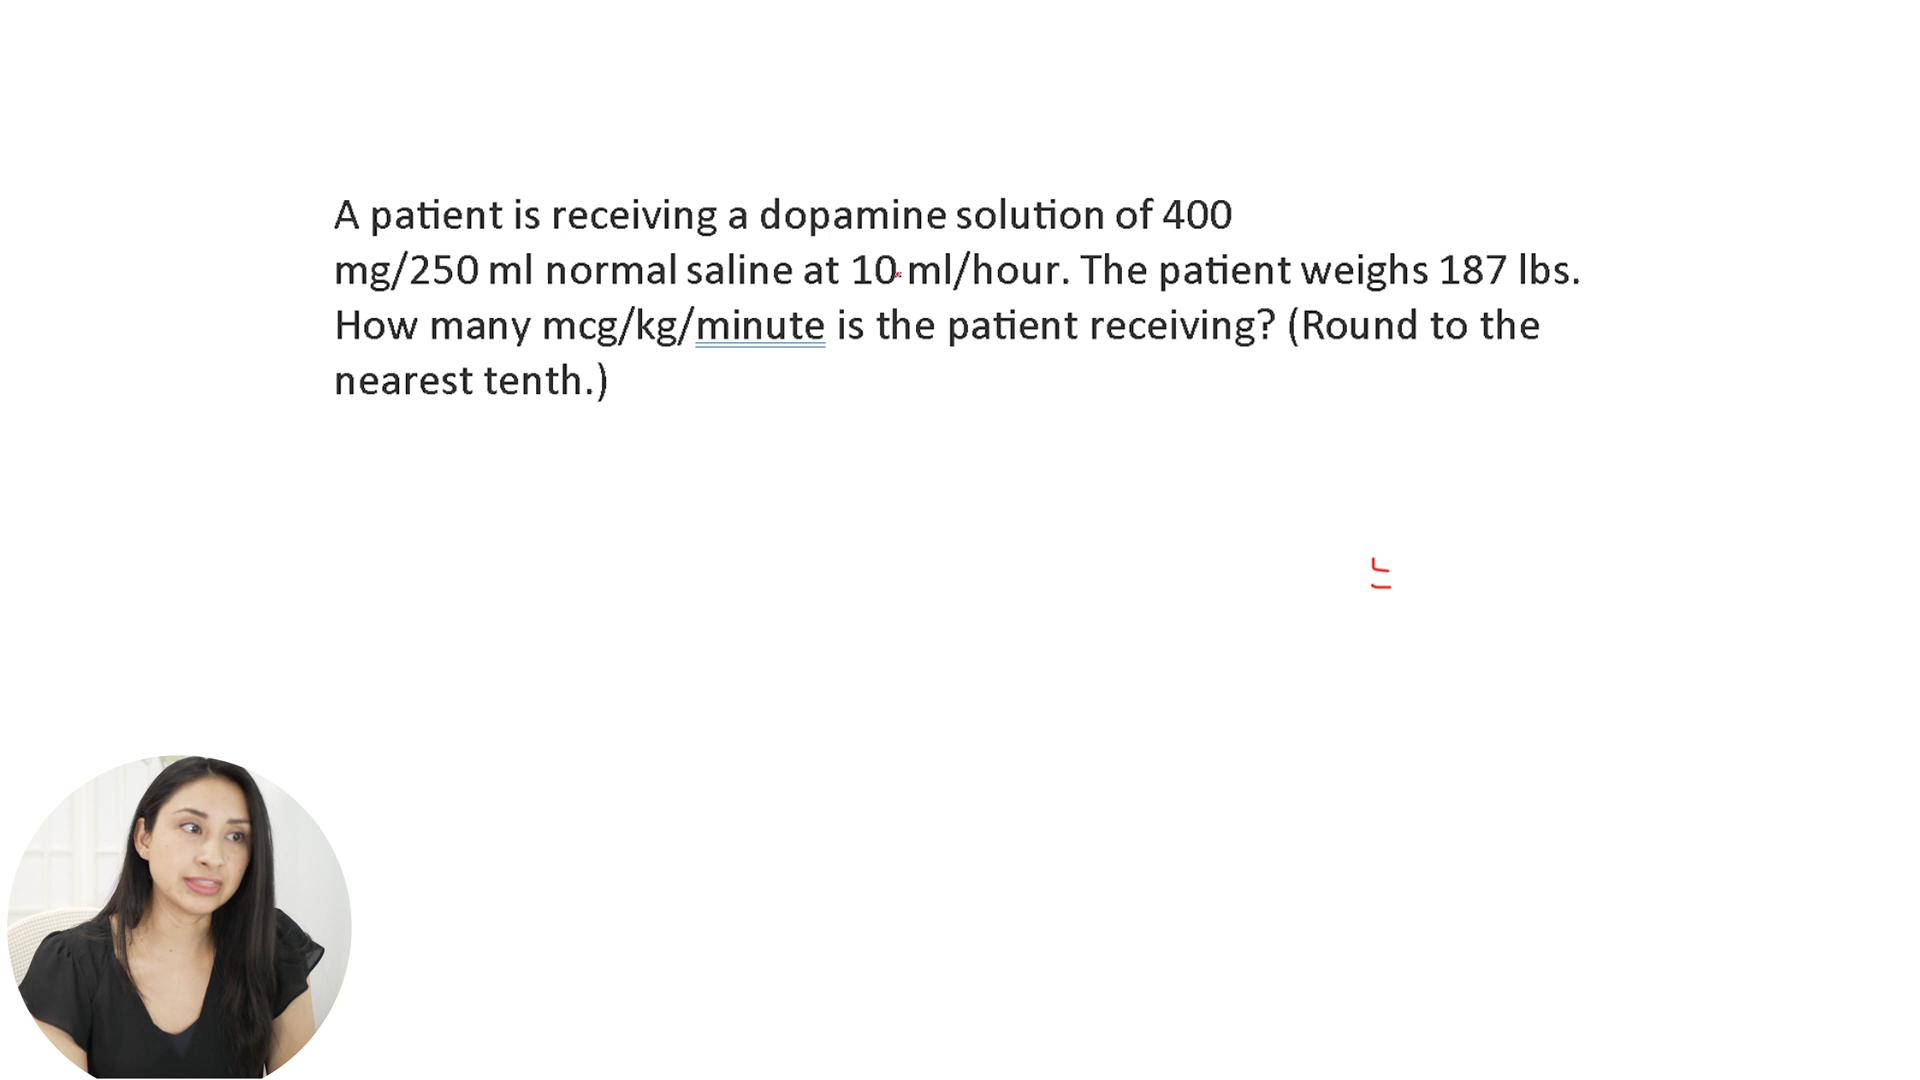 A patient is receiving a dopamine solution of 400
mg/250 ml normal saline at 10 ml/hour. The patient weighs 187 lbs.
How many mcg/kg/minute is the patient receiving? (Round to the
nearest tenth.)